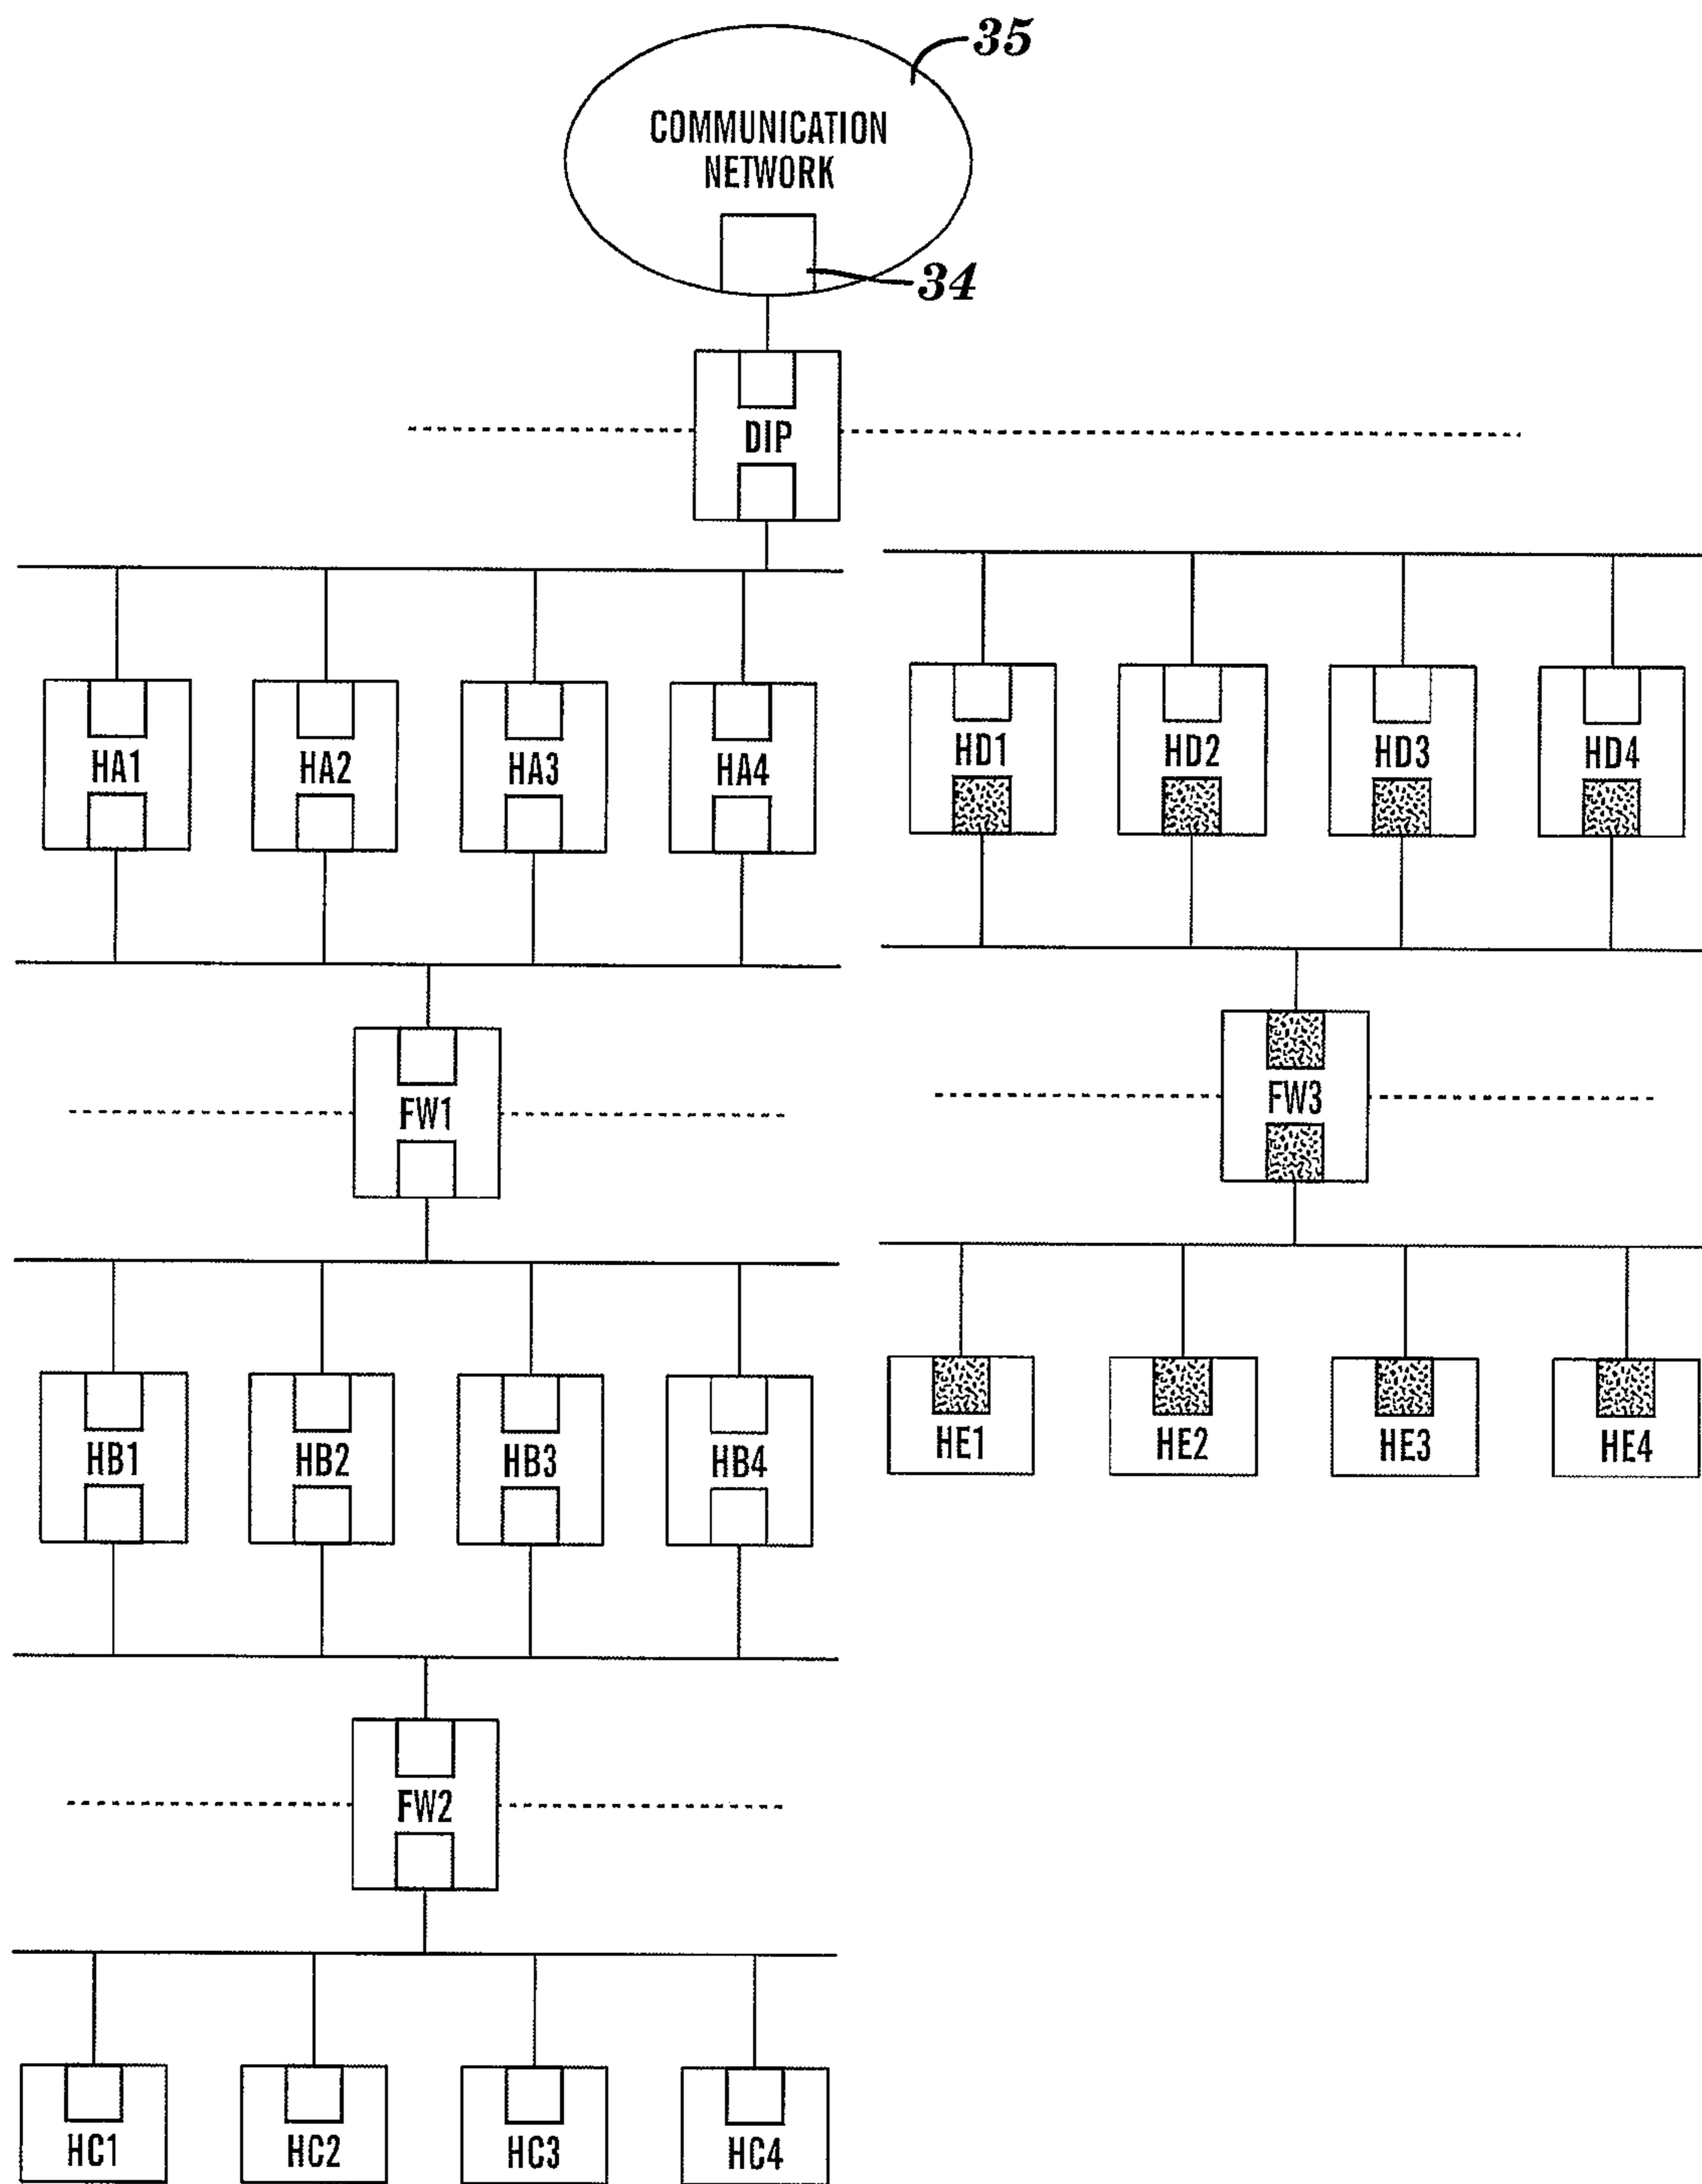 35
COMMUNICATION
NETWORK
34
DIP
HA1 HA2 HA3 HA4 HD1 HD2 HD3 HD4
FW1 FW3
HB1 HB2 HB3 HB4 HE1 HE2 HE3 HE4
FW2
HC1 HC2 HC3 HC4